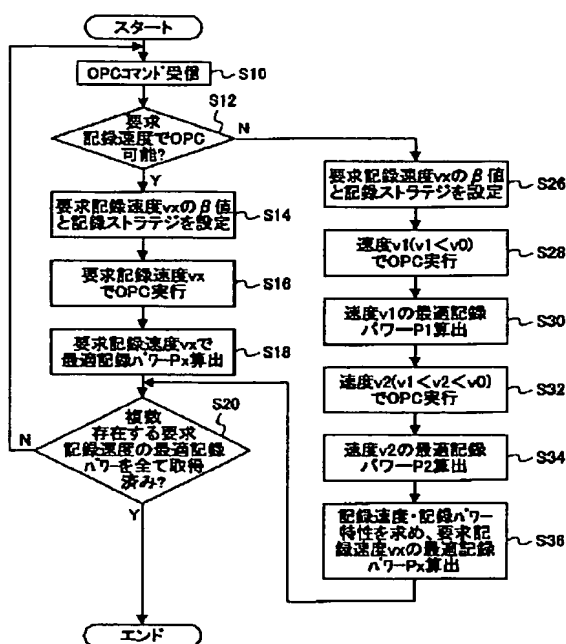 スタート
OPCコマンド受信
S10
S12
要求
記録速度でOPC
可能?
N
Y
要求記録速度vxのβ値
と記録ストラテジを設定
S14
要求記録速度vx
でOPC実行
S16
要求記録速度vxで
最適記録パワーPx算出
S18
S20
複数
存在する要求
記録速度の最適記録
パワーを全て取得
済み?
N
Y
エンド
要求記録速度vxのβ値
と記録ストラテジを設定
S26
速度v1(v1<v0)
でOPC実行
S28
速度v1の最適記録
パワーP1算出
S30
速度v2(v1<v2<v0)
でOPC実行
S32
速度v2の最適記録
パワーP2算出
S34
記録速度・記録パワー
特性を求め、要求記
録速度vxの最適記録
パワーPx算出
S36